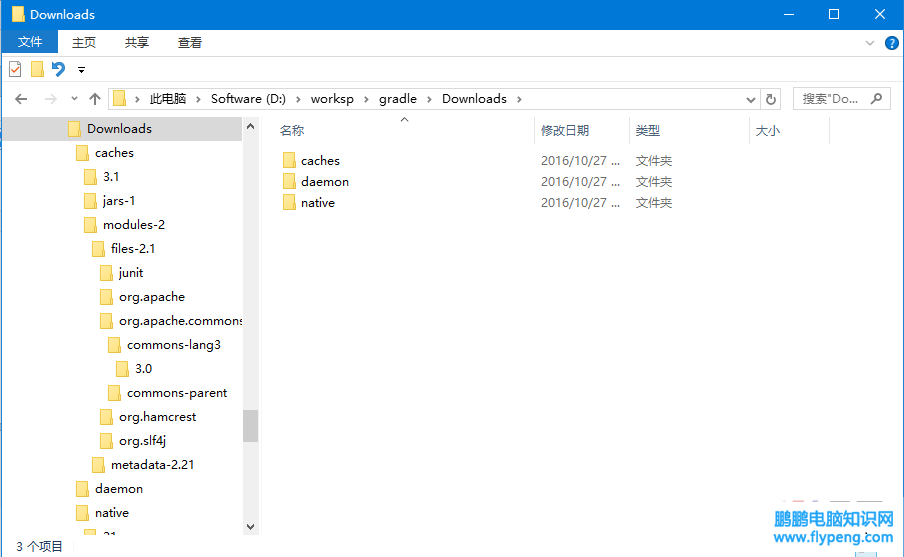 Downloads
文件 主页 共享 查看
此电脑 › Software (D:) › worksp › gradle › Downloads › 搜索"Do...
Downloads
caches
3.1
jars-1
modules-2
files-2.1
junit
org.apache
org.apache.commons
commons-lang3
3.0
commons-parent
org.hamcrest
org.slf4j
metadata-2.21
daemon
native
名称 修改日期 类型 大小
caches 2016/10/27 ... 文件夹
daemon 2016/10/27 ... 文件夹
native 2016/10/27 ... 文件夹
3 个项目
鹏鹏电脑知识网
www.flypeng.com